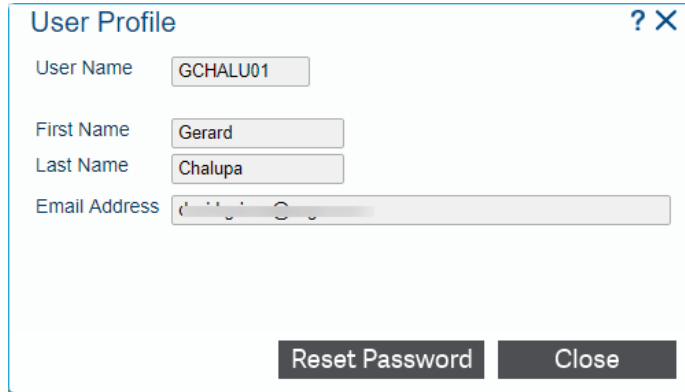 User Profile ? X
User Name GCHALU01
First Name Gerard
Last Name Chalupa
Email Address
Reset Password Close